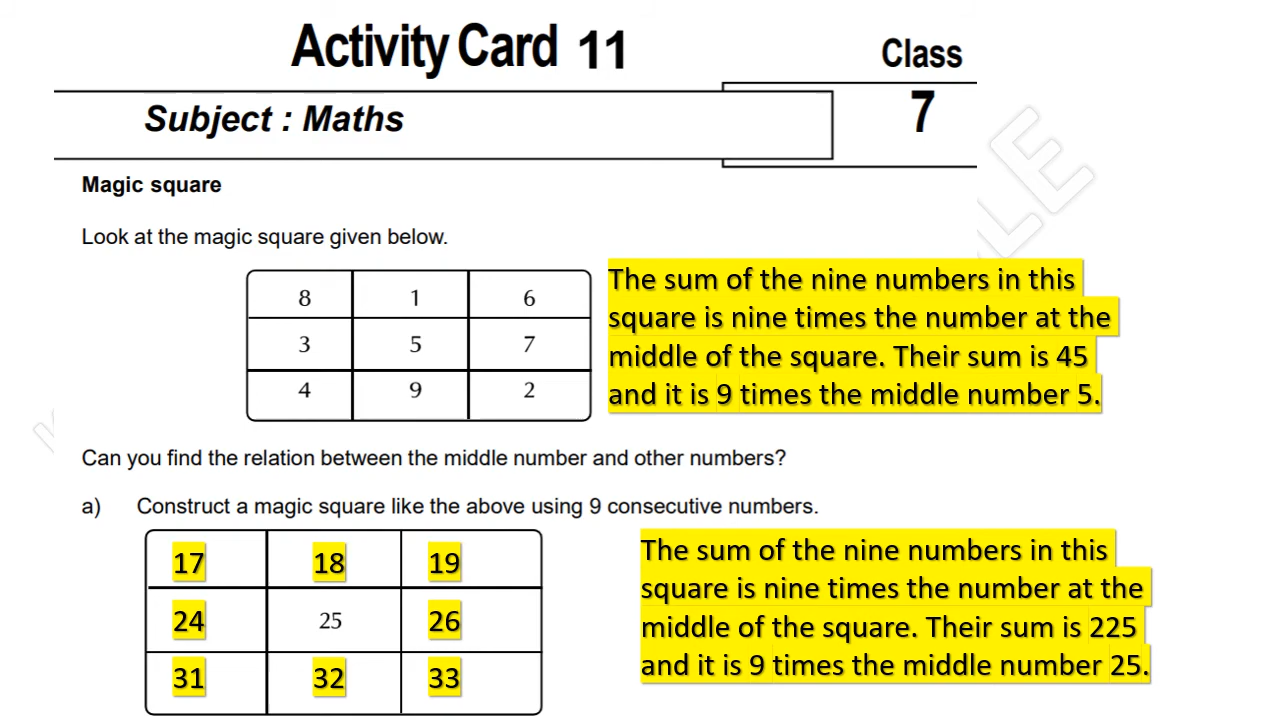 Activity Card 11
Class
7
Subject : Maths
Magic square
Look at the magic square given below.
8 1 6
3 5 7
4 9 2
The sum of the nine numbers in this
square is nine times the number at the
middle of the square. Their sum is 45
and it is 9 times the middle number 5.
Can you find the relation between the middle number and other numbers?
a) Construct a magic square like the above using 9 consecutive numbers.
17 18 19
24 25 26
31 32 33
The sum of the nine numbers in this
square is nine times the number at the
middle of the square. Their sum is 225
and it is 9 times the middle number 25.